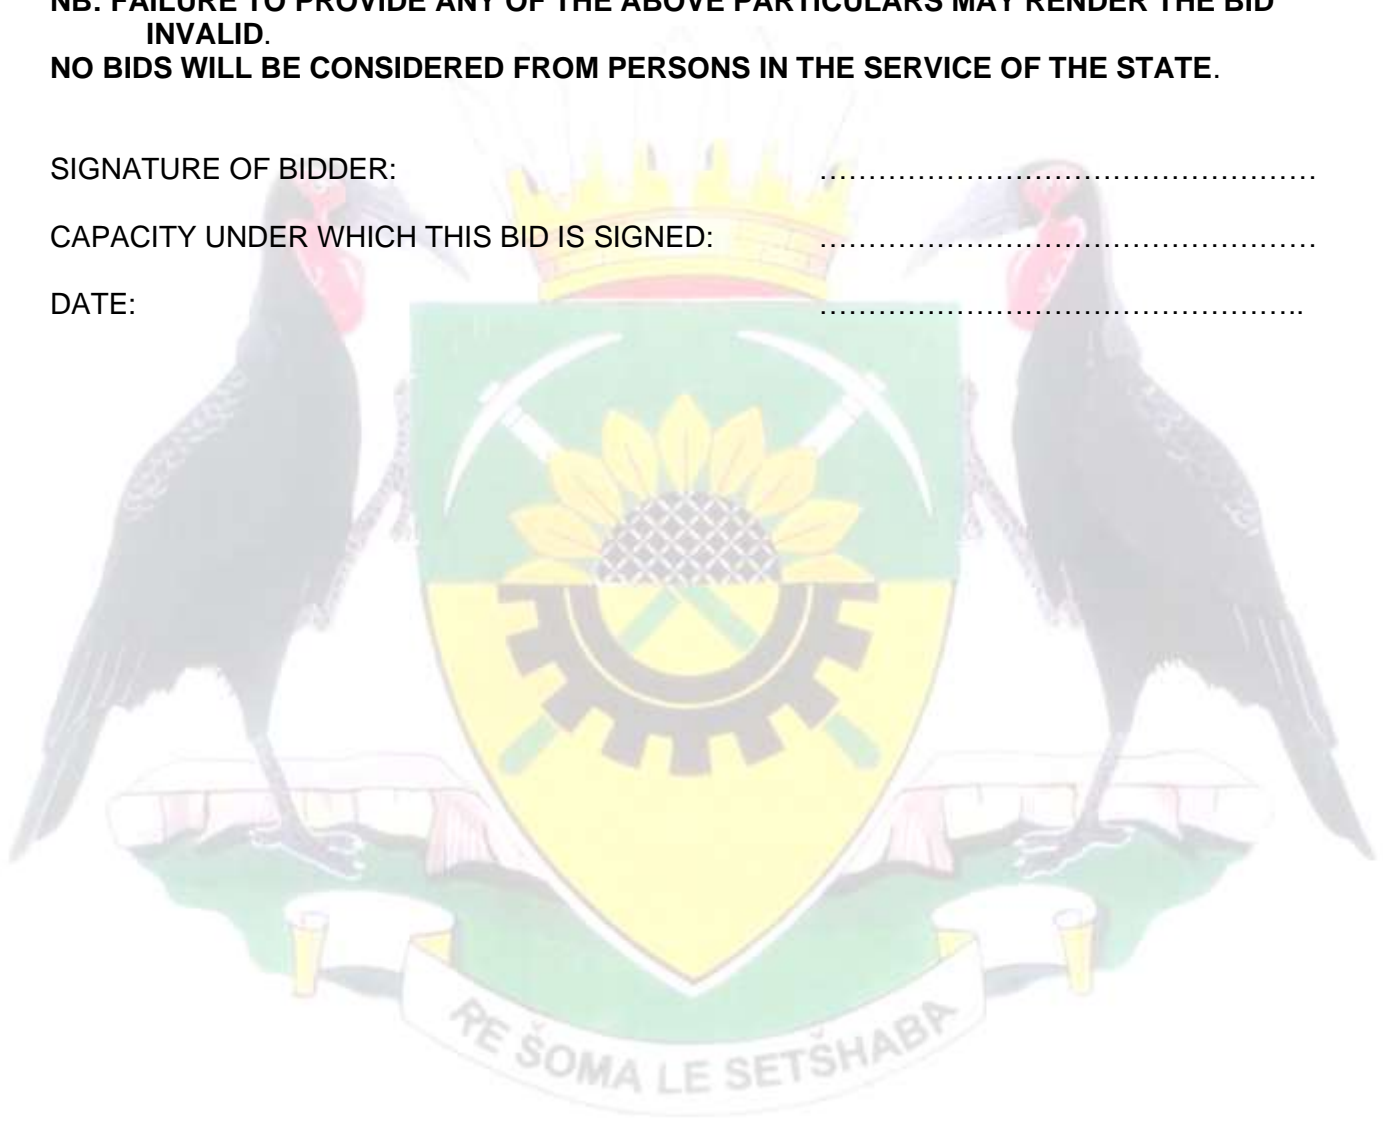 NB: FAILURE TO PROVIDE ANY OF THE ABOVE PARTICULARS MAY RENDER THE BID
INVALID.
NO BIDS WILL BE CONSIDERED FROM PERSONS IN THE SERVICE OF THE STATE.
SIGNATURE OF BIDDER: ……………………………………………
CAPACITY UNDER WHICH THIS BID IS SIGNED: ……………………………………………
DATE: …………………………………………..
RE ŠOMA LE SETŠHABA